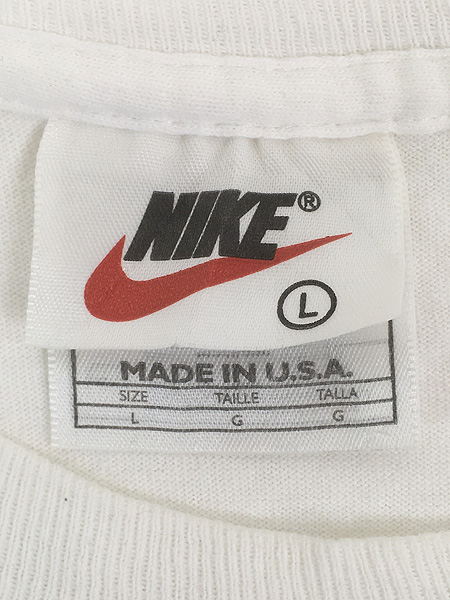 NIKE®
L
MADE IN U.S.A.
SIZE TAILLE TALLA
L G G